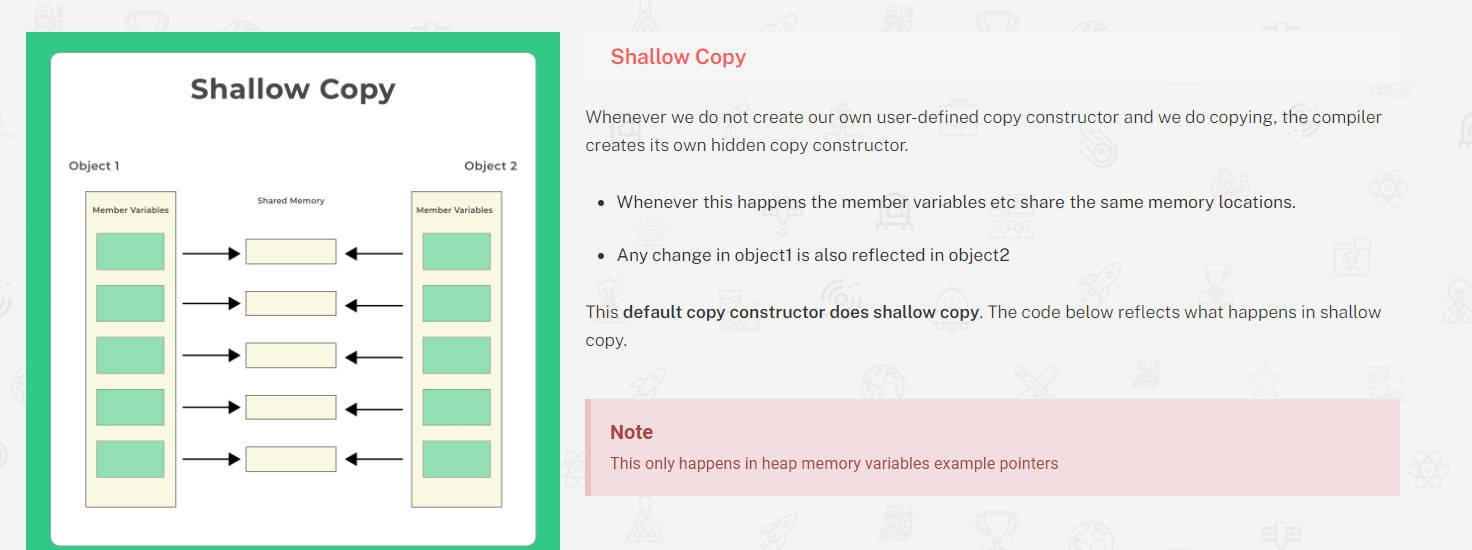 Shallow Copy
Object 1
Object 2
Member Variables
Shared Memory
Member Variables
Shallow Copy
Whenever we do not create our own user-defined copy constructor and we do copying, the compiler
creates its own hidden copy constructor.
• Whenever this happens the member variables etc share the same memory locations.
• Any change in object1 is also reflected in object2
This default copy constructor does shallow copy. The code below reflects what happens in shallow
copy.
Note
This only happens in heap memory variables example pointers